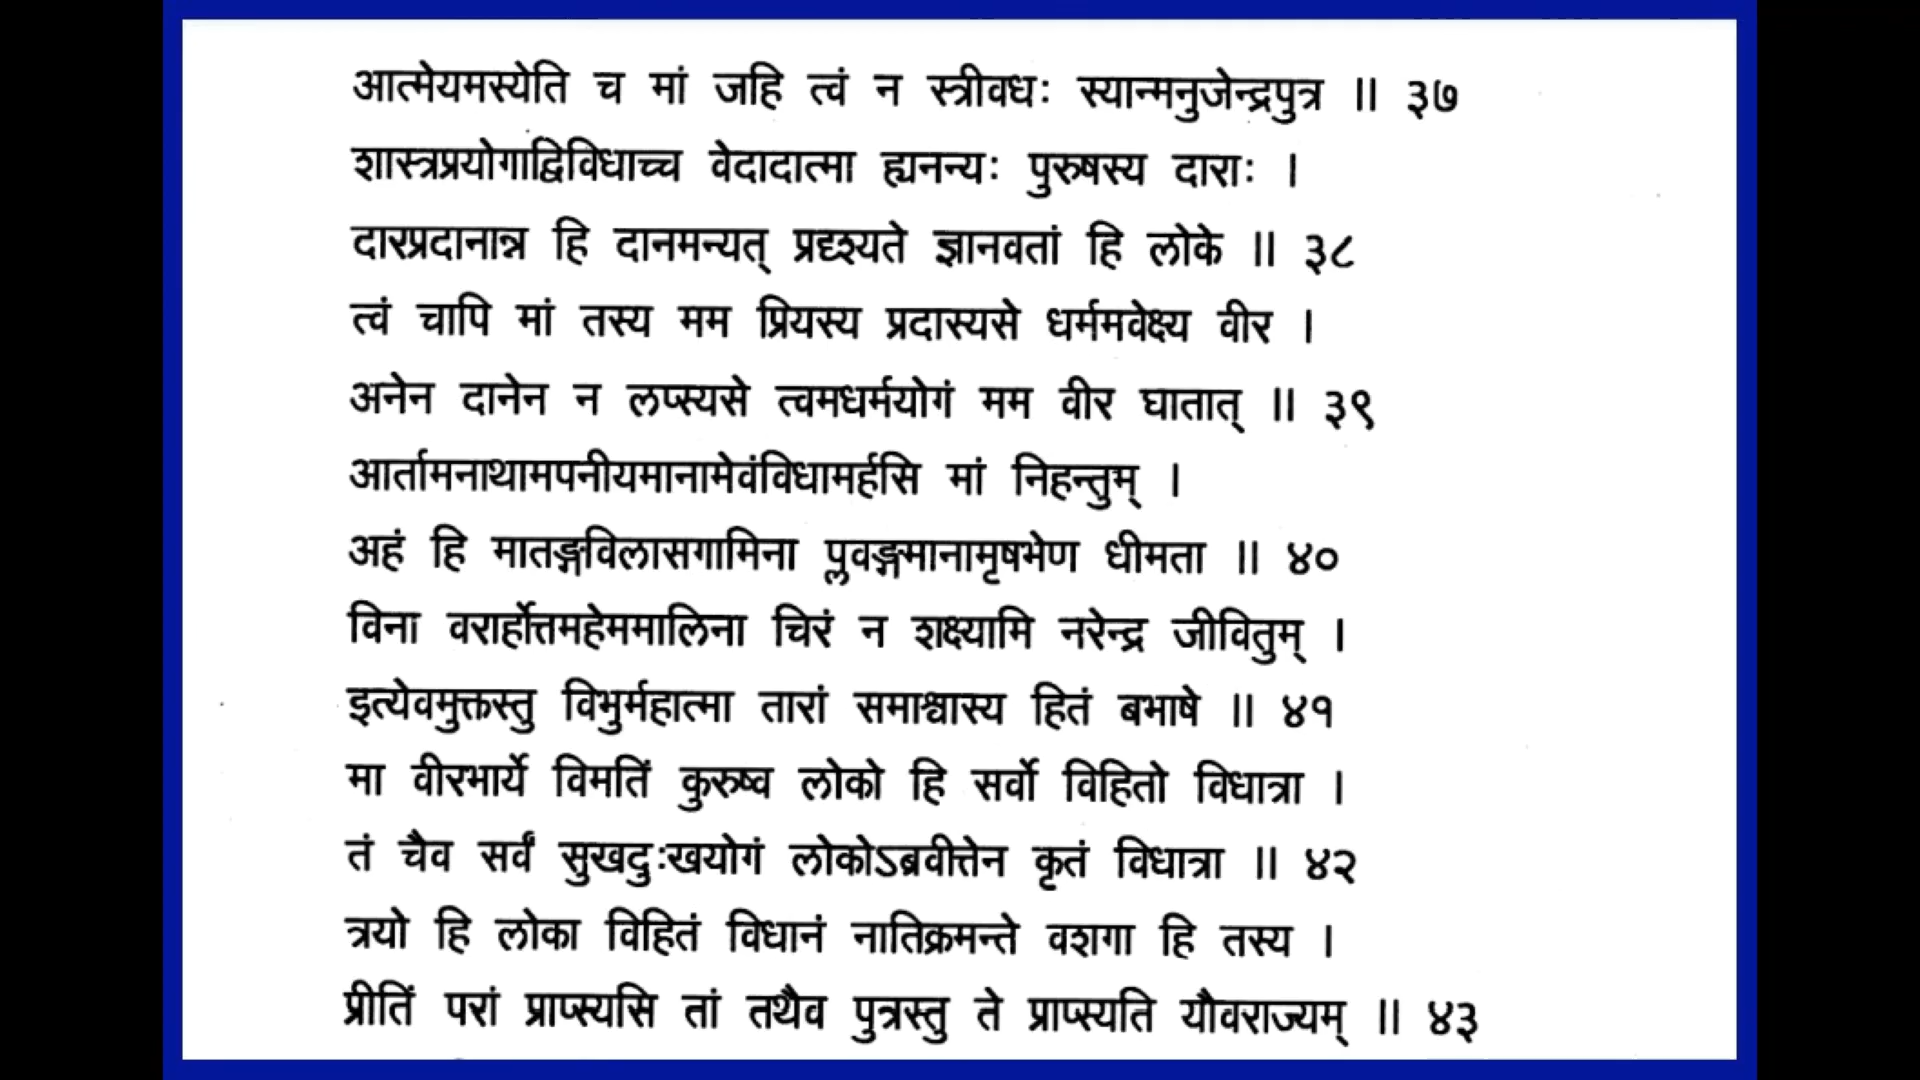 आत्मेयमस्येति च मां जहि त्वं न स्त्रीवधः स्यान्मनुजेन्द्रपुत्र ॥ ३७
शास्त्रप्रयोगाद्विविधाच्च वेदादात्मा ह्यनन्यः पुरुषस्य दाराः ।
दारप्रदानान्न हि दानमन्यत् प्रदृश्यते ज्ञानवतां हि लोके ॥ ३८
त्वं चापि मां तस्य मम प्रियस्य प्रदास्यसे धर्ममवेक्ष्य वीर ।
अनेन दानेन न लप्स्यसे त्वमधर्मयोगं मम वीर घातात् ॥ ३९
आर्तामनाथामपनीयमानामेवंविधामर्हसि मां निहन्तुम् ।
अहं हि मातङ्गविलासगामिना प्लवङ्गमानामृषभेण धीमता ॥ ४०
विना वरार्होत्तमहेममालिना चिरं न शक्ष्यामि नरेन्द्र जीवितुम् ।
इत्येवमुक्तस्तु विभुर्महात्मा तारां समाश्वास्य हितं बभाषे ॥ ४१
मा वीरभार्ये विमतिं कुरुष्व लोको हि सर्वो विहितो विधात्रा ।
तं चैव सर्वं सुखदुःखयोगं लोकोऽब्रवीत्तेन कृतं विधात्रा ॥ ४२
त्रयो हि लोका विहितं विधानं नातिक्रमन्ते वशगा हि तस्य ।
प्रीतिं परां प्राप्स्यसि तां तथैव पुत्रस्तु ते प्राप्स्यति यौवराज्यम् ॥ ४३